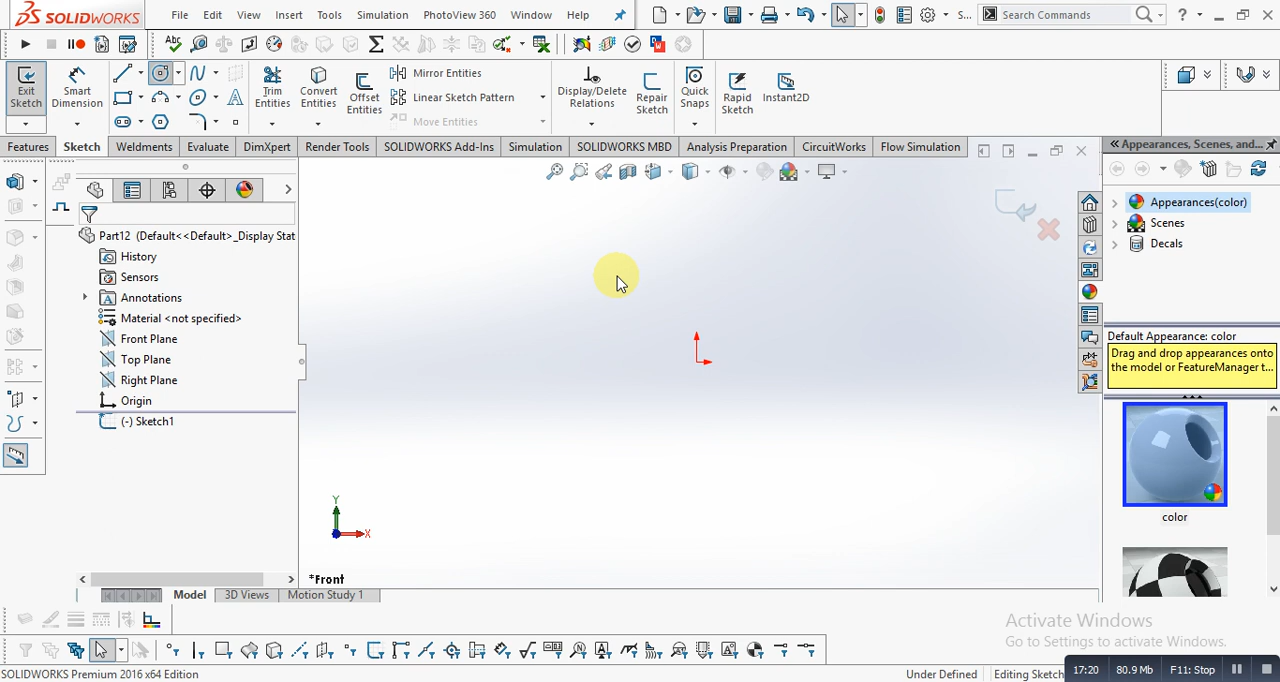 SOLIDWORKS
File Edit View Insert Tools Simulation PhotoView 360 Window Help
S...
Search Commands
?
Exit Sketch
Smart Dimension
Trim Entities
Convert Entities
Offset Entities
Mirror Entities
Linear Sketch Pattern
Move Entities
Display/Delete Relations
Repair Sketch
Quick Snaps
Rapid Sketch
Instant2D
Features Sketch Weldments Evaluate DimXpert Render Tools SOLIDWORKS Add-Ins Simulation SOLIDWORKS MBD Analysis Preparation CircuitWorks Flow Simulation
Appearances, Scenes, and...
Part12 (Default<<Default>_Display Stat
History
Sensors
Annotations
Material <not specified>
Front Plane
Top Plane
Right Plane
Origin
(-) Sketch1
Appearances(color)
Scenes
Decals
Default Appearance: color
Drag and drop appearances onto
the model or FeatureManager t...
color
Y
X
*Front
Model 3D Views Motion Study 1
Activate Windows
Go to Settings to activate Windows.
SOLIDWORKS Premium 2016 x64 Edition
Under Defined
Editing Sketch
17:20 80.9 Mb F11: Stop